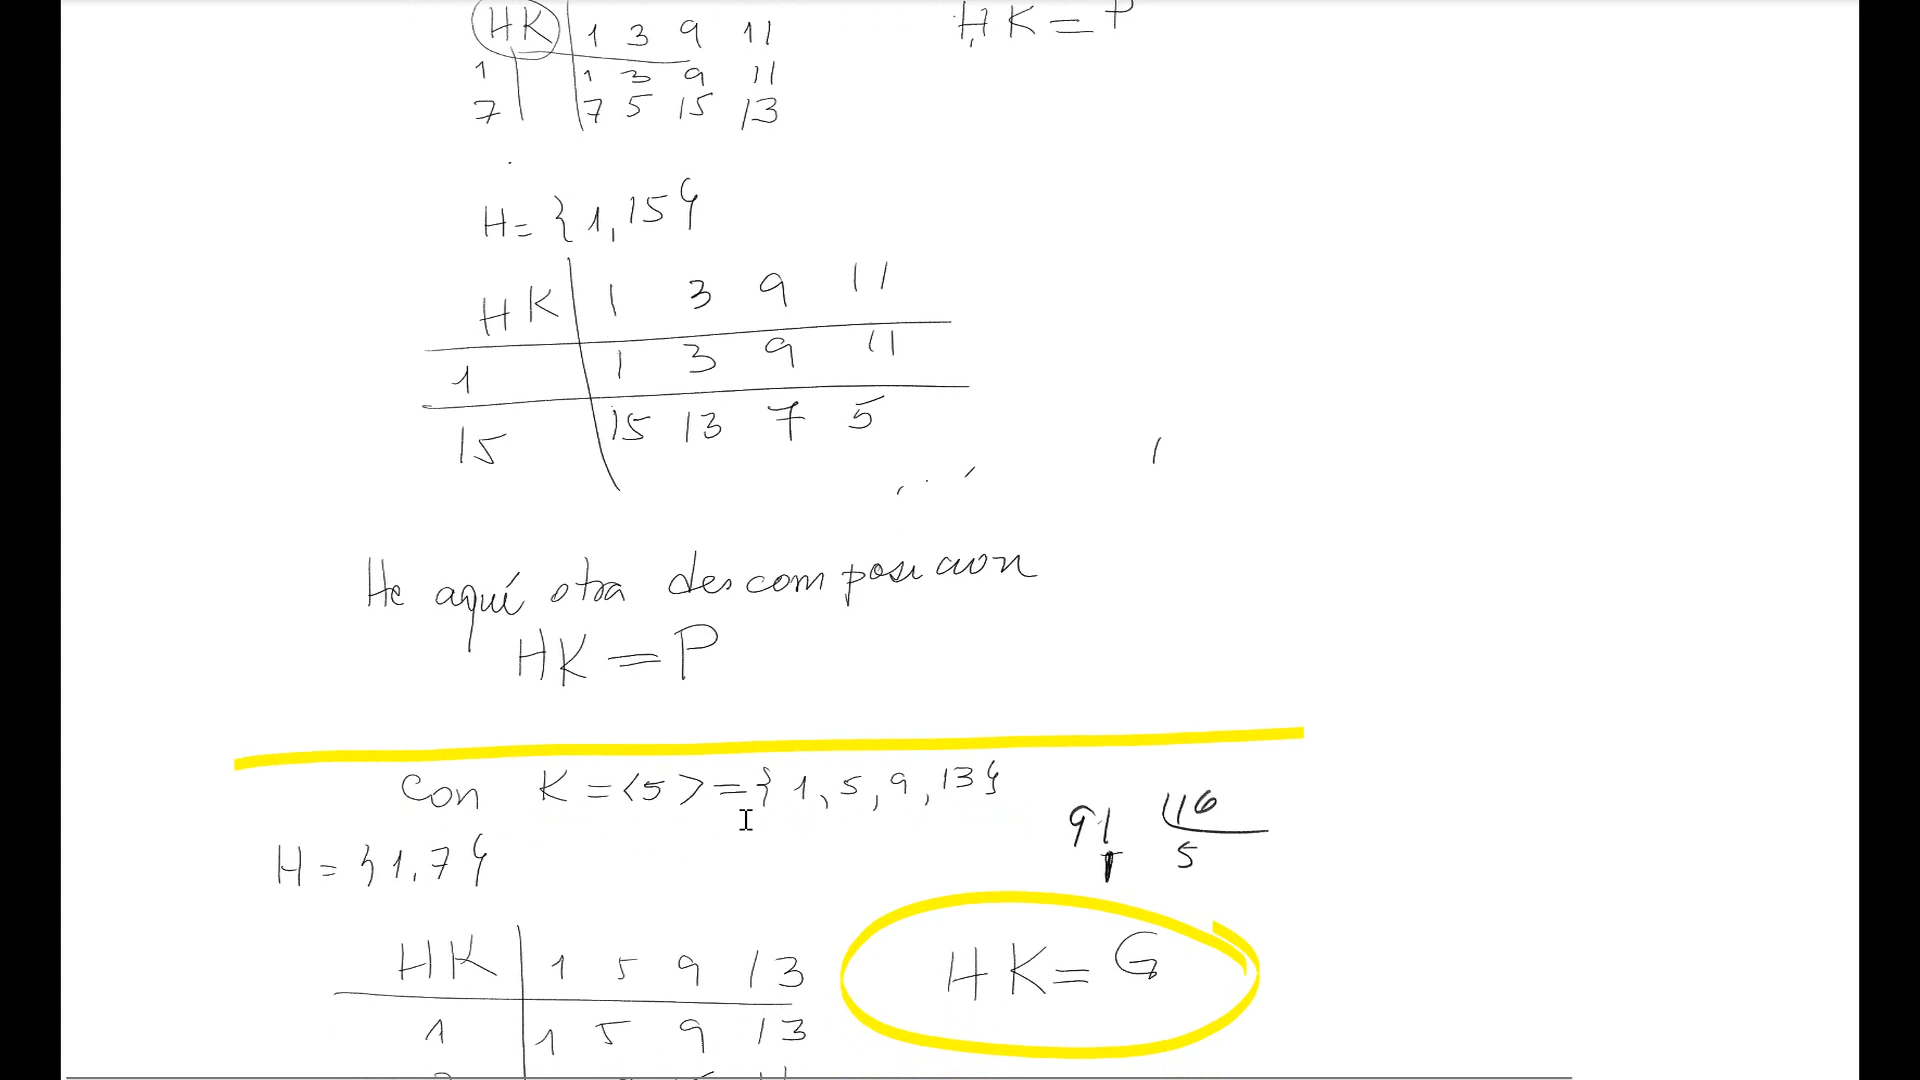 HK 1 3 9 11
HK = P
1 1 3 9 11
7 7 5 15 13
H = {1, 15}
HK 1 3 9 11
1 1 3 9 11
15 15 13 7 5
He aquí otra descomposicion
HK = P
Con K = <5> = {1, 5, 9, 13}
91 16
5
H = {1, 7}
HK 1 5 9 13
HK = G
1 1 5 9 13